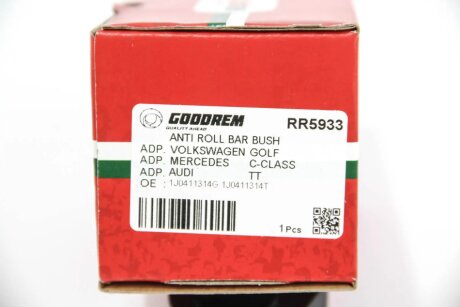 GOODREM RR5933
QUALITY AHEAD
ANTI ROLL BAR BUSH
ADP. VOLKSWAGEN GOLF
ADP. MERCEDES C-CLASS
ADP. AUDI TT
OE : 1J0411314G,1J0411314T
1 Pcs